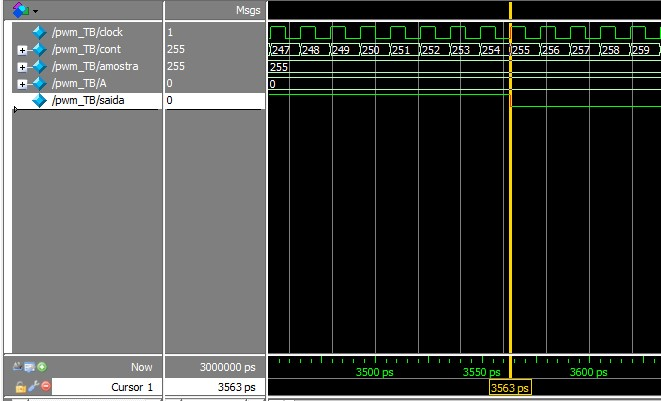 Msgs
/pwm_TB/clock 1
/pwm_TB/cont 255 247 248 249 250 251 252 253 254 255 256 257 258 259
/pwm_TB/amostra 255 255
/pwm_TB/A 0 0
/pwm_TB/saida 0
Now 3000000 ps 3500 ps 3550 ps 3600 ps
Cursor 1 3563 ps 3563 ps